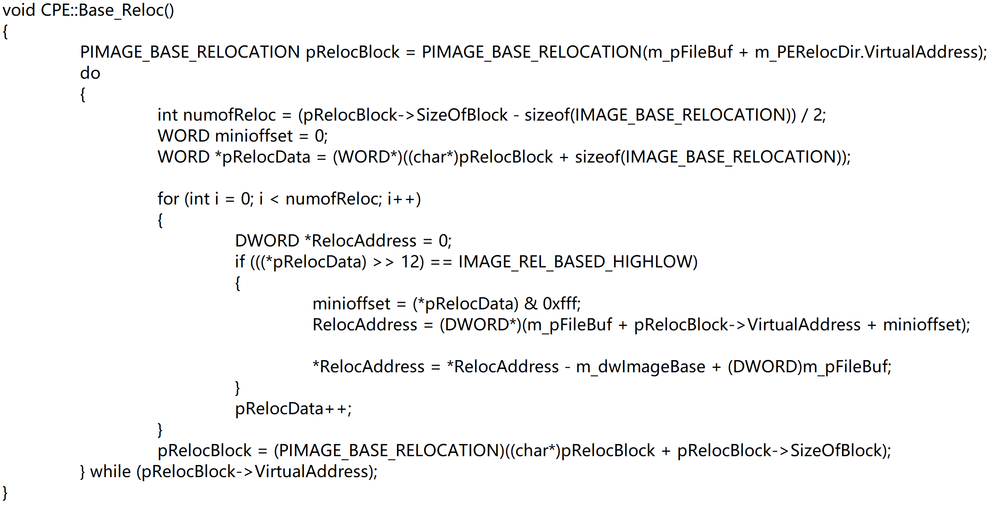 void CPE::Base_Reloc()
{
PIMAGE_BASE_RELOCATION pRelocBlock = PIMAGE_BASE_RELOCATION(m_pFileBuf + m_PERelocDir.VirtualAddress);
do
{
int numofReloc = (pRelocBlock->SizeOfBlock - sizeof(IMAGE_BASE_RELOCATION)) / 2;
WORD minioffset = 0;
WORD *pRelocData = (WORD*)((char*)pRelocBlock + sizeof(IMAGE_BASE_RELOCATION));
for (int i = 0; i < numofReloc; i++)
{
DWORD *RelocAddress = 0;
if (((*pRelocData) >> 12) == IMAGE_REL_BASED_HIGHLOW)
{
minioffset = (*pRelocData) & 0xfff;
RelocAddress = (DWORD*)(m_pFileBuf + pRelocBlock->VirtualAddress + minioffset);
*RelocAddress = *RelocAddress - m_dwImageBase + (DWORD)m_pFileBuf;
}
pRelocData++;
}
pRelocBlock = (PIMAGE_BASE_RELOCATION)((char*)pRelocBlock + pRelocBlock->SizeOfBlock);
} while (pRelocBlock->VirtualAddress);
}